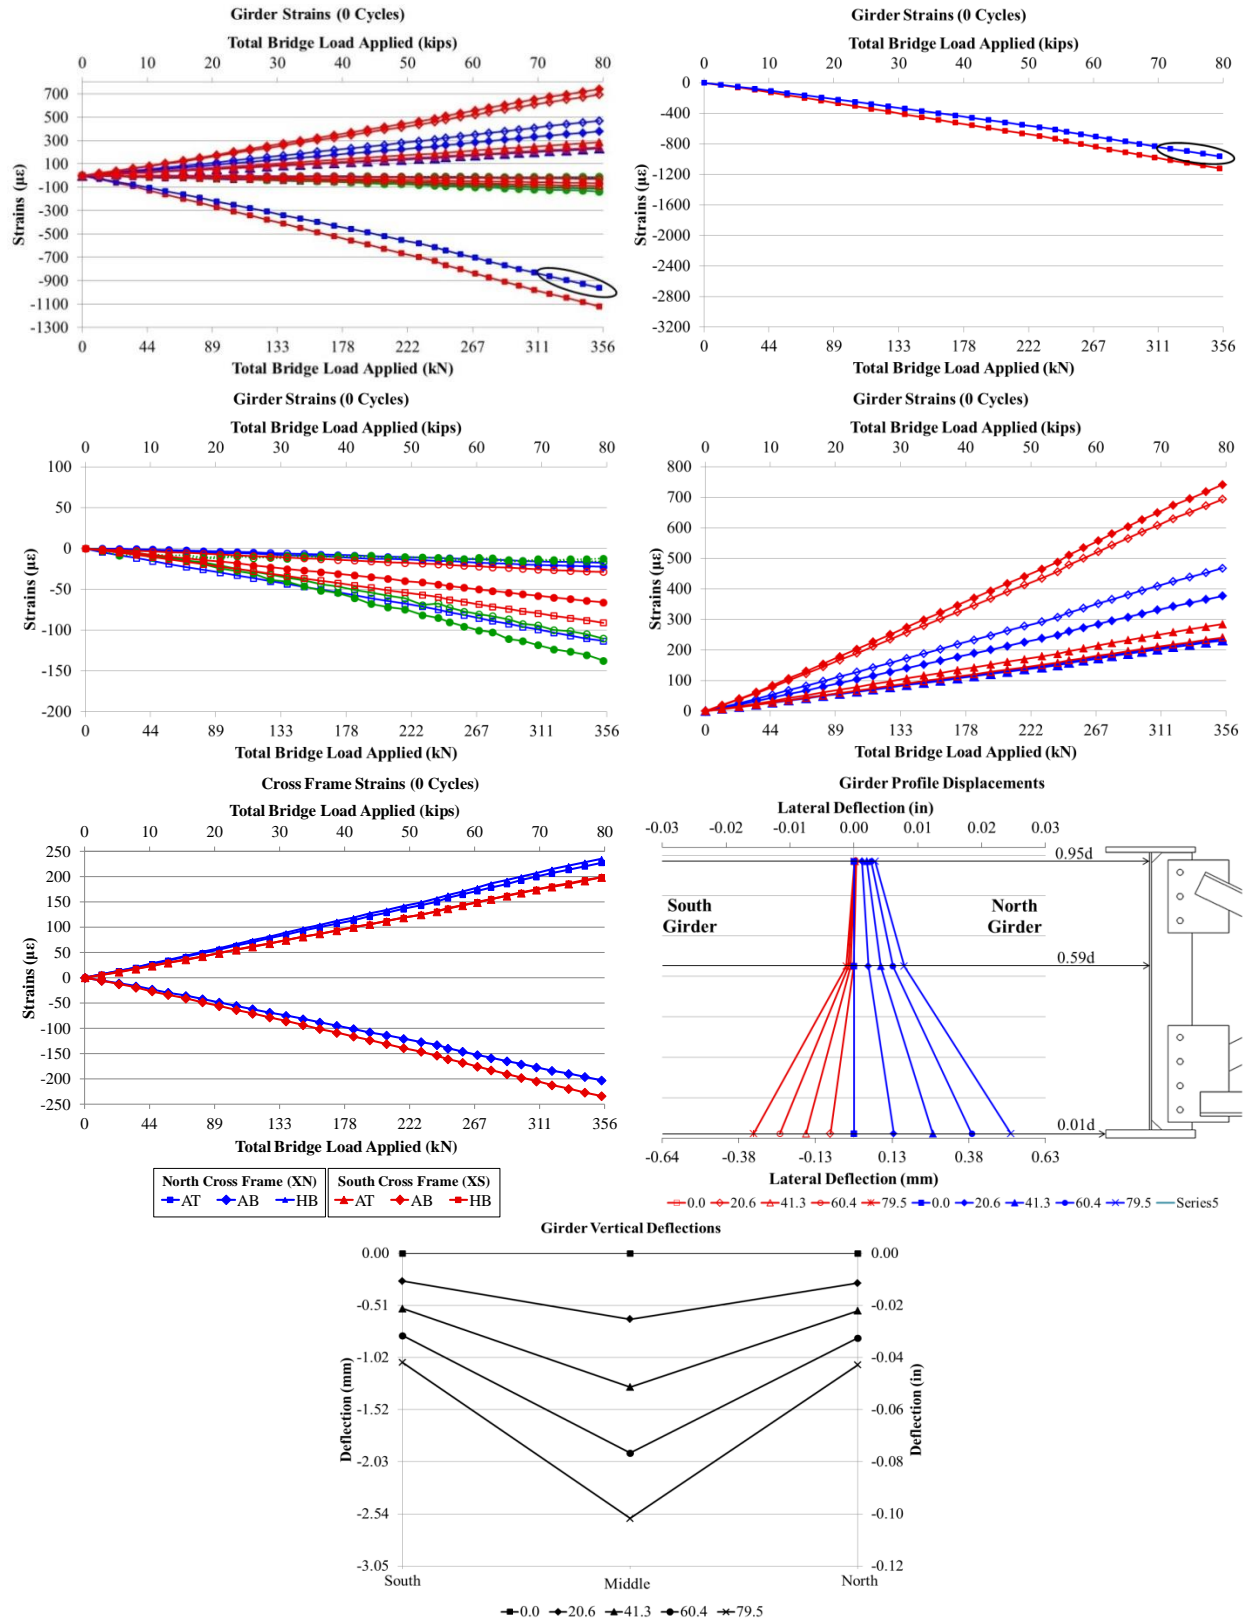 Girder Strains (0 Cycles)
Total Bridge Load Applied (kips)
0 10 20 30 40 50 60 70 80
700
500
300
100
-100
-300
-500
-700
-900
-1100
-1300
Strains (με)
0 44 89 133 178 222 267 311 356
Total Bridge Load Applied (kN)
Girder Strains (0 Cycles)
Total Bridge Load Applied (kips)
0 10 20 30 40 50 60 70 80
0
-400
-800
-1200
-1600
-2000
-2400
-2800
-3200
Strains (με)
0 44 89 133 178 222 267 311 356
Total Bridge Load Applied (kN)
Girder Strains (0 Cycles)
Total Bridge Load Applied (kips)
0 10 20 30 40 50 60 70 80
100
50
0
-50
-100
-150
-200
Strains (με)
0 44 89 133 178 222 267 311 356
Total Bridge Load Applied (kN)
Girder Strains (0 Cycles)
Total Bridge Load Applied (kips)
0 10 20 30 40 50 60 70 80
800
700
600
500
400
300
200
100
0
Strains (με)
0 44 89 133 178 222 267 311 356
Total Bridge Load Applied (kN)
Cross Frame Strains (0 Cycles)
Total Bridge Load Applied (kips)
0 10 20 30 40 50 60 70 80
250
200
150
100
50
0
-50
-100
-150
-200
-250
Strains (με)
0 44 89 133 178 222 267 311 356
Total Bridge Load Applied (kN)
North Cross Frame (XN)
AT AB HB
South Cross Frame (XS)
AT AB HB
Girder Profile Displacements
Lateral Deflection (in)
-0.03 -0.02 -0.01 0.00 0.01 0.02 0.03
0.95d
South Girder
North Girder
0.59d
0.01d
-0.64 -0.38 -0.13 0.13 0.38 0.63
Lateral Deflection (mm)
0.0 20.6 41.3 60.4 79.5 0.0 20.6 41.3 60.4 79.5 Series5
Girder Vertical Deflections
0.00
-0.51
-1.02
-1.52
-2.03
-2.54
-3.05
Deflection (mm)
0.00
-0.02
-0.04
-0.06
-0.08
-0.10
-0.12
Deflection (in)
South Middle North
0.0 20.6 41.3 60.4 79.5